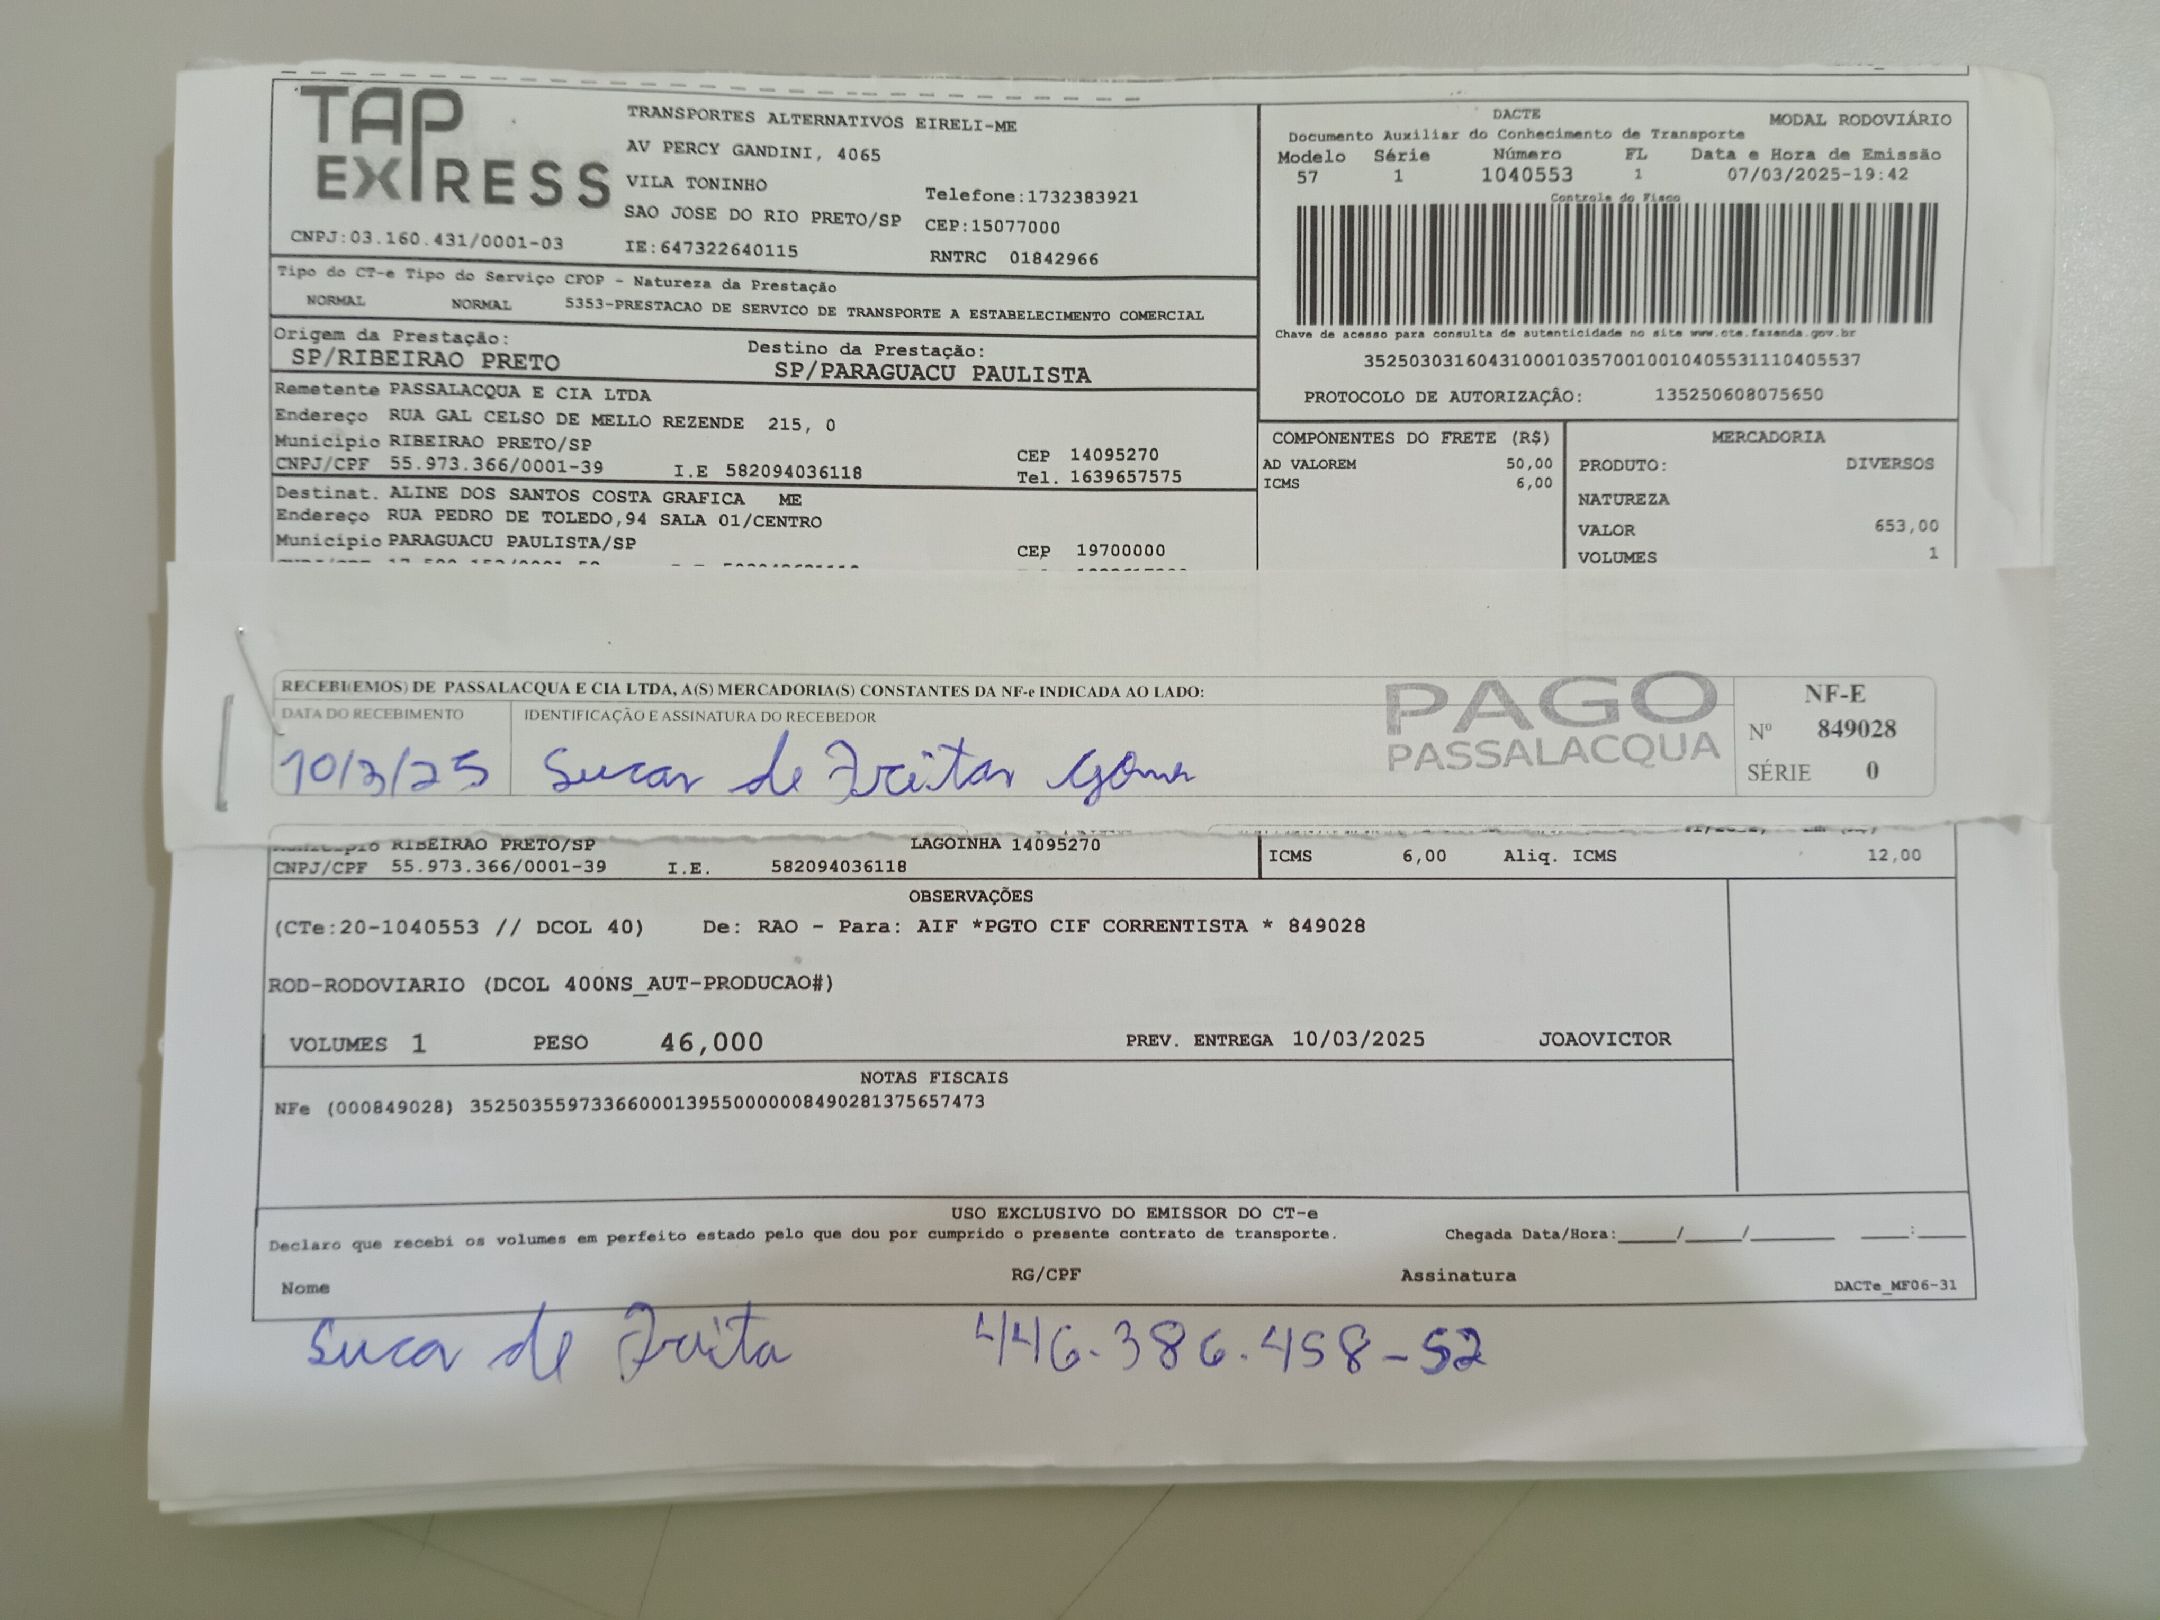 TAP EXPRESS
TRANSPORTES ALTERNATIVOS EIRELI-ME
AV PERCY GANDINI, 4065
VILA TONINHO
Telefone:1732383921
SAO JOSE DO RIO PRETO/SP CEP:15077000
CNPJ:03.160.431/0001-03 IE:647322640115 RNTRC 01842966
DACTE MODAL RODOVIÁRIO
Documento Auxiliar do Conhecimento de Transporte
Modelo Série Número FL Data e Hora de Emissão
57 1 1040553 1 07/03/2025-19:42
Controle do Fisco
Chave de acesso para consulta de autenticidade no site www.cte.fazenda.gov.br
35250303160431000103570010010405531110405537
PROTOCOLO DE AUTORIZAÇÃO: 135250608075650
Tipo do CT-e Tipo do Serviço CFOP - Natureza da Prestação
NORMAL NORMAL 5353-PRESTACAO DE SERVICO DE TRANSPORTE A ESTABELECIMENTO COMERCIAL
Origem da Prestação: Destino da Prestação:
SP/RIBEIRAO PRETO SP/PARAGUACU PAULISTA
Remetente PASSALACQUA E CIA LTDA
Endereço RUA GAL CELSO DE MELLO REZENDE 215, 0
Município RIBEIRAO PRETO/SP CEP 14095270
CNPJ/CPF 55.973.366/0001-39 I.E 582094036118 Tel. 1639657575
Destinat. ALINE DOS SANTOS COSTA GRAFICA ME
Endereço RUA PEDRO DE TOLEDO,94 SALA 01/CENTRO
Município PARAGUACU PAULISTA/SP CEP 19700000
COMPONENTES DO FRETE (R$)
AD VALOREM 50,00
ICMS 6,00
MERCADORIA
PRODUTO: DIVERSOS
NATUREZA
VALOR 653,00
VOLUMES 1
RECEBI(EMOS) DE PASSALACQUA E CIA LTDA, A(S) MERCADORIA(S) CONSTANTES DA NF-e INDICADA AO LADO:
DATA DO RECEBIMENTO IDENTIFICAÇÃO E ASSINATURA DO RECEBEDOR
10/3/25 de Freitas
PAGO
PASSALACQUA
NF-E
Nº 849028
SÉRIE 0
RIBEIRAO PRETO/SP LAGOINHA 14095270
CNPJ/CPF 55.973.366/0001-39 I.E. 582094036118
ICMS 6,00 Aliq. ICMS 12,00
OBSERVAÇÕES
(CTe:20-1040553 // DCOL 40) De: RAO - Para: AIF *PGTO CIF CORRENTISTA * 849028
ROD-RODOVIARIO (DCOL 400NS_AUT-PRODUCAO#)
VOLUMES 1 PESO 46,000 PREV. ENTREGA 10/03/2025 JOAOVICTOR
NOTAS FISCAIS
NFe (000849028) 35250355973366000139550000008490281375657473
USO EXCLUSIVO DO EMISSOR DO CT-e
Declaro que recebi os volumes em perfeito estado pelo que dou por cumprido o presente contrato de transporte. Chegada Data/Hora:_____/_____/_______ ____:____
Nome RG/CPF Assinatura DACTe_MF06-31
de 446.386.458-52